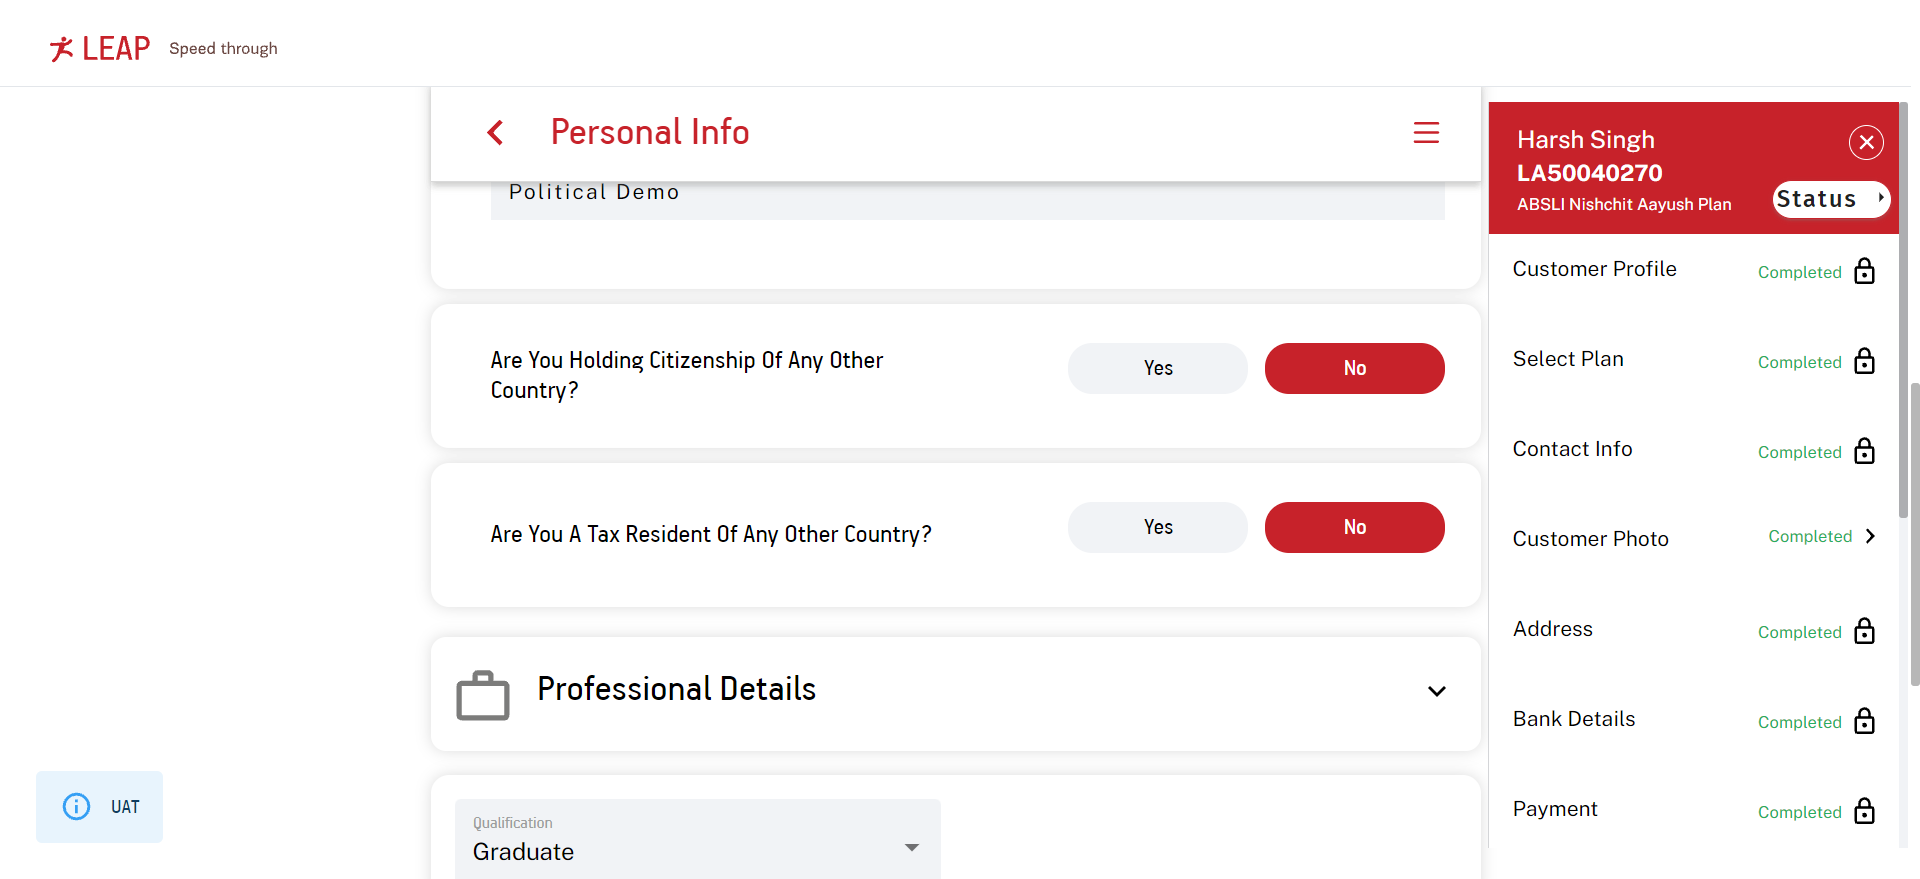 LEAP
Speed through
Personal Info
Political Demo
Are You Holding Citizenship Of Any Other
Country?
Yes
No
Are You A Tax Resident Of Any Other Country?
Yes
No
Professional Details
Qualification
Graduate
UAT
Harsh Singh
LA50040270
ABSLI Nishchit Aayush Plan
Status
Customer Profile
Completed
Select Plan
Completed
Contact Info
Completed
Customer Photo
Completed
Address
Completed
Bank Details
Completed
Payment
Completed